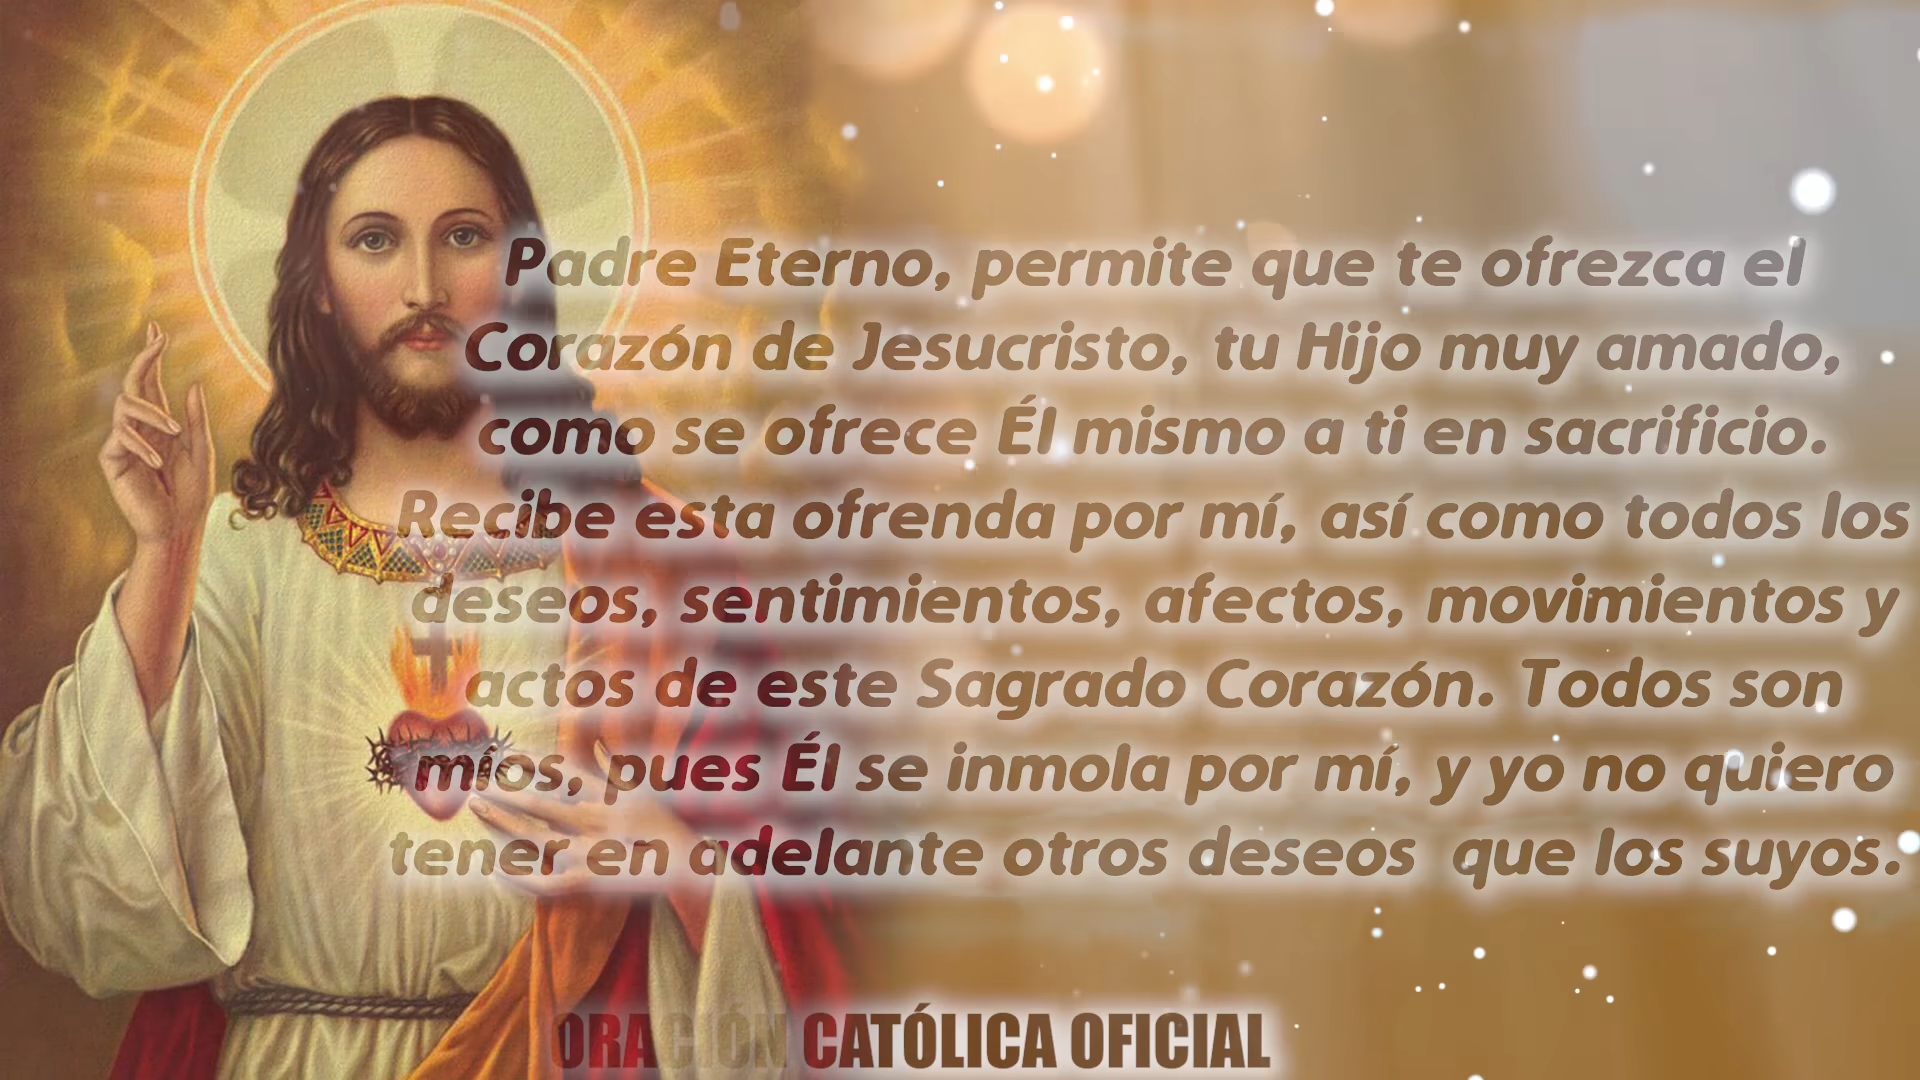 Padre Eterno, permite que te ofrezca el
Corazón de Jesucristo, tu Hijo muy amado,
como se ofrece Él mismo a ti en sacrificio.
Recibe esta ofrenda por mí, así como todos los
deseos, sentimientos, afectos, movimientos y
actos de este Sagrado Corazón. Todos son
míos, pues Él se inmola por mí, y yo no quiero
tener en adelante otros deseos que los suyos.
ORACIÓN CATÓLICA OFICIAL